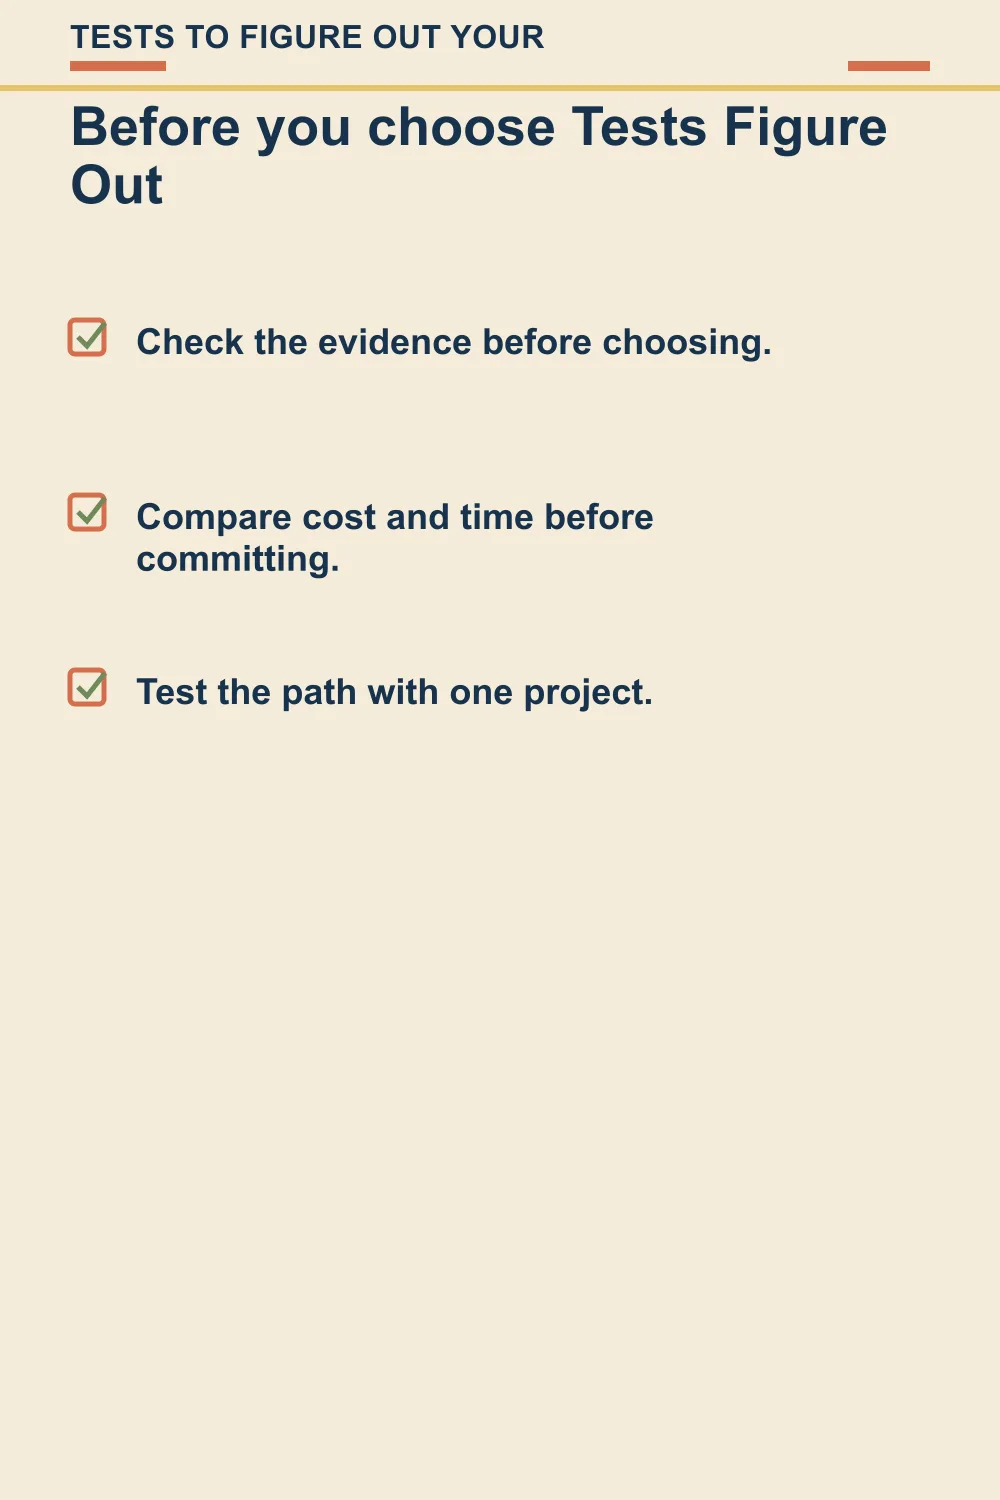 TESTS TO FIGURE OUT YOUR
Before you choose Tests Figure
Out
Check the evidence before choosing.
Compare cost and time before
committing.
Test the path with one project.